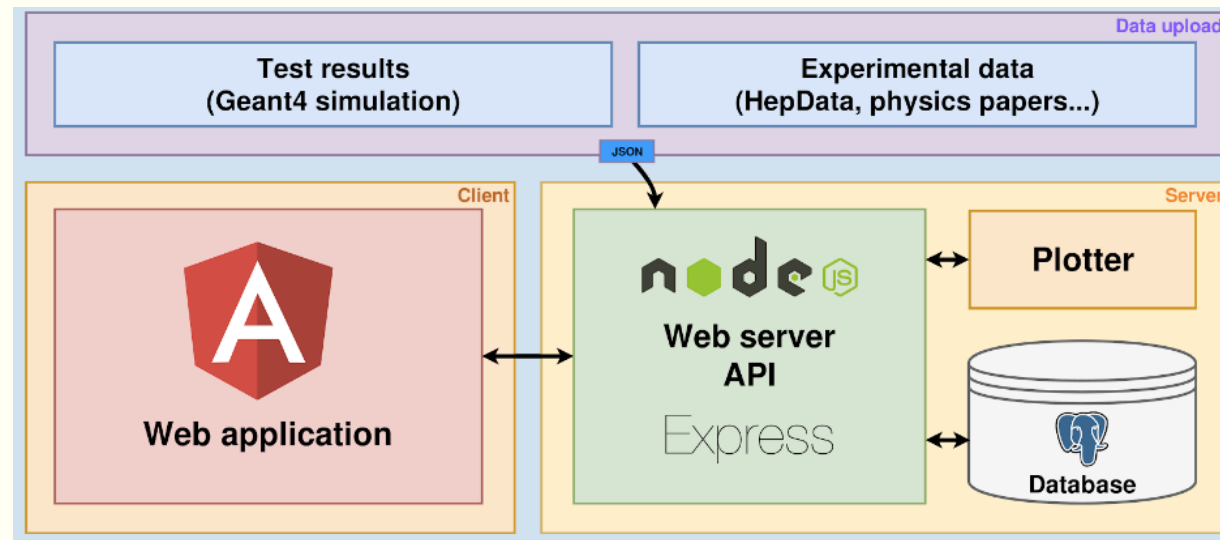 Data upload
Test results
(Geant4 simulation)
Experimental data
(HepData, physics papers...)
JSON
Client
Web application
Server
node
JS
Web server
API
Express
Plotter
Database